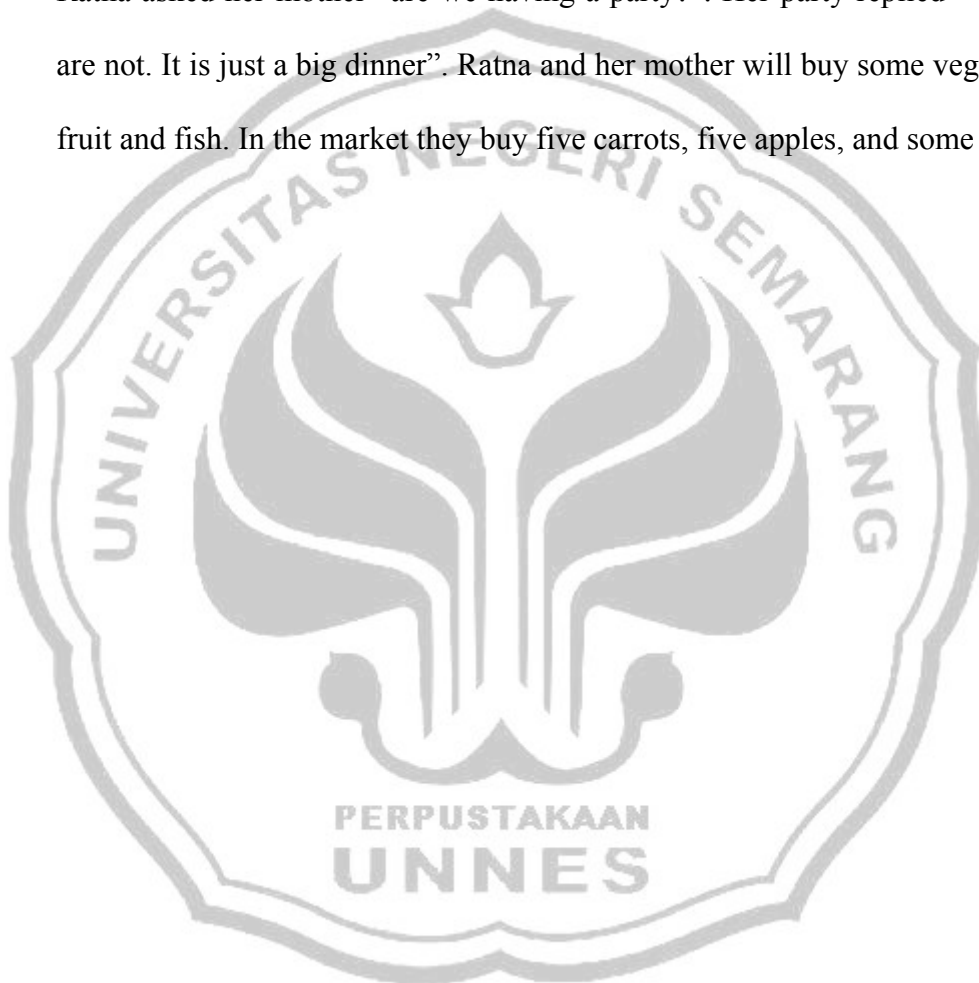 Ratna asked her mother “are we having a party?”. Her party replied “
are not. It is just a big dinner”. Ratna and her mother will buy some veg
fruit and fish. In the market they buy five carrots, five apples, and some
UNIVERSITAS NEGERI SEMARANG
PERPUSTAKAAN
UNNES